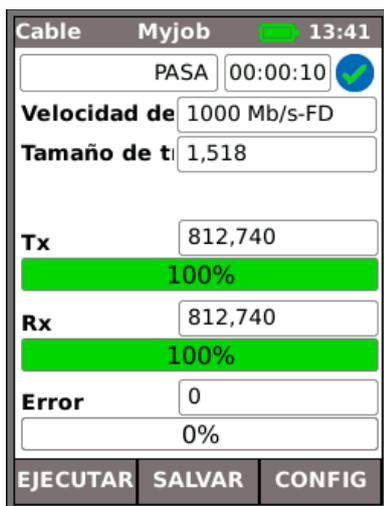 Cable Myjob 13:41
PASA 00:00:10
Velocidad de 1000 Mb/s-FD
Tamaño de t 1,518
Tx 812,740
100%
Rx 812,740
100%
Error 0
0%
EJECUTAR SALVAR CONFIG